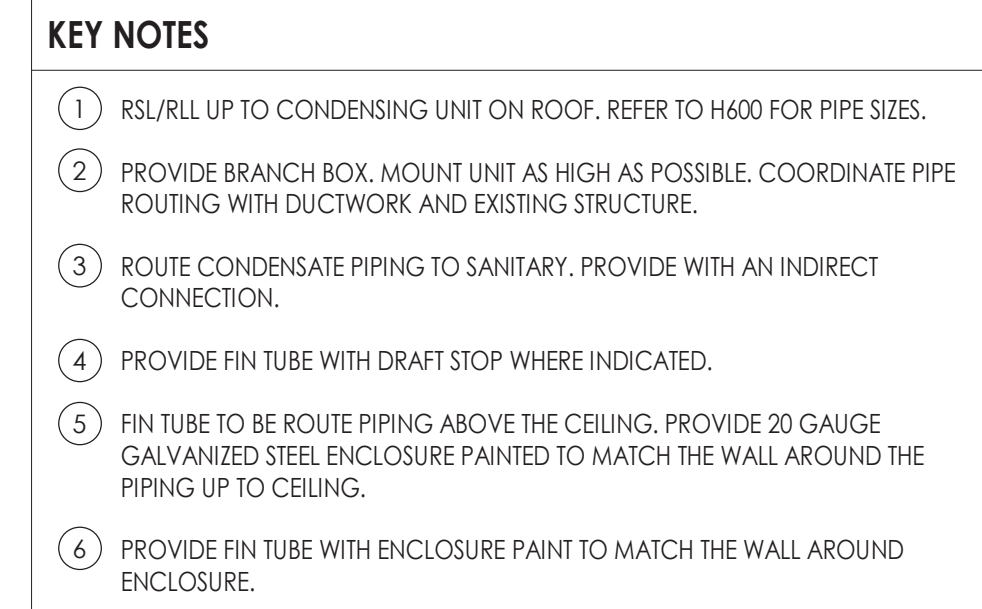 KEY NOTES
1 RSL/RLL UP TO CONDENSING UNIT ON ROOF. REFER TO H600 FOR PIPE SIZES.
2 PROVIDE BRANCH BOX. MOUNT UNIT AS HIGH AS POSSIBLE. COORDINATE PIPE
ROUTING WITH DUCTWORK AND EXISTING STRUCTURE.
3 ROUTE CONDENSATE PIPING TO SANITARY. PROVIDE WITH AN INDIRECT
CONNECTION.
4 PROVIDE FIN TUBE WITH DRAFT STOP WHERE INDICATED.
5 FIN TUBE TO BE ROUTE PIPING ABOVE THE CEILING. PROVIDE 20 GAUGE
GALVANIZED STEEL ENCLOSURE PAINTED TO MATCH THE WALL AROUND THE
PIPING UP TO CEILING.
6 PROVIDE FIN TUBE WITH ENCLOSURE PAINT TO MATCH THE WALL AROUND
ENCLOSURE.